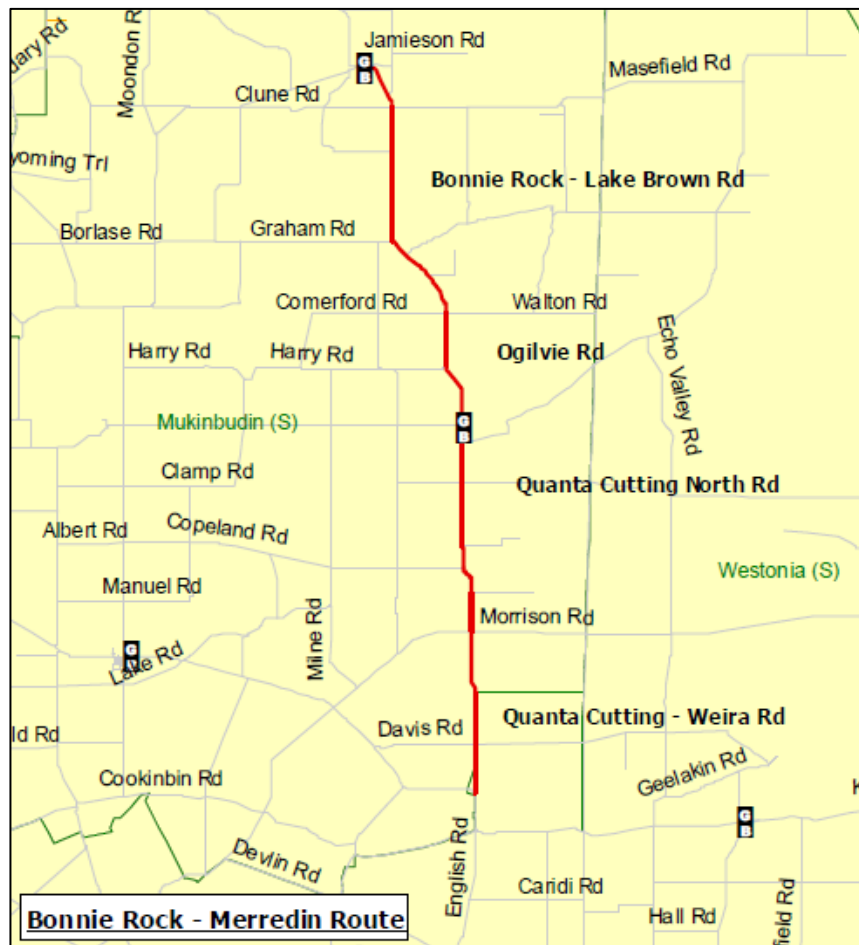 Jamieson Rd
Masefield Rd
Clune Rd
Moondon R
dary Rd
yoming Trl
Bonnie Rock - Lake Brown Rd
Borlase Rd
Graham Rd
Comerford Rd
Walton Rd
Harry Rd
Harry Rd
Ogilvie Rd
Echo Valley Rd
Mukinbudin (S)
G
B
Clamp Rd
Quanta Cutting North Rd
Albert Rd
Copeland Rd
Manuel Rd
Westonia (S)
Milne Rd
Morrison Rd
Lake Rd
ld Rd
Davis Rd
Quanta Cutting - Weira Rd
Cookinbin Rd
Geelakin Rd
K
G
B
English Rd
Devlin Rd
Caridi Rd
Hall Rd
field Rd
Bonnie Rock - Merredin Route